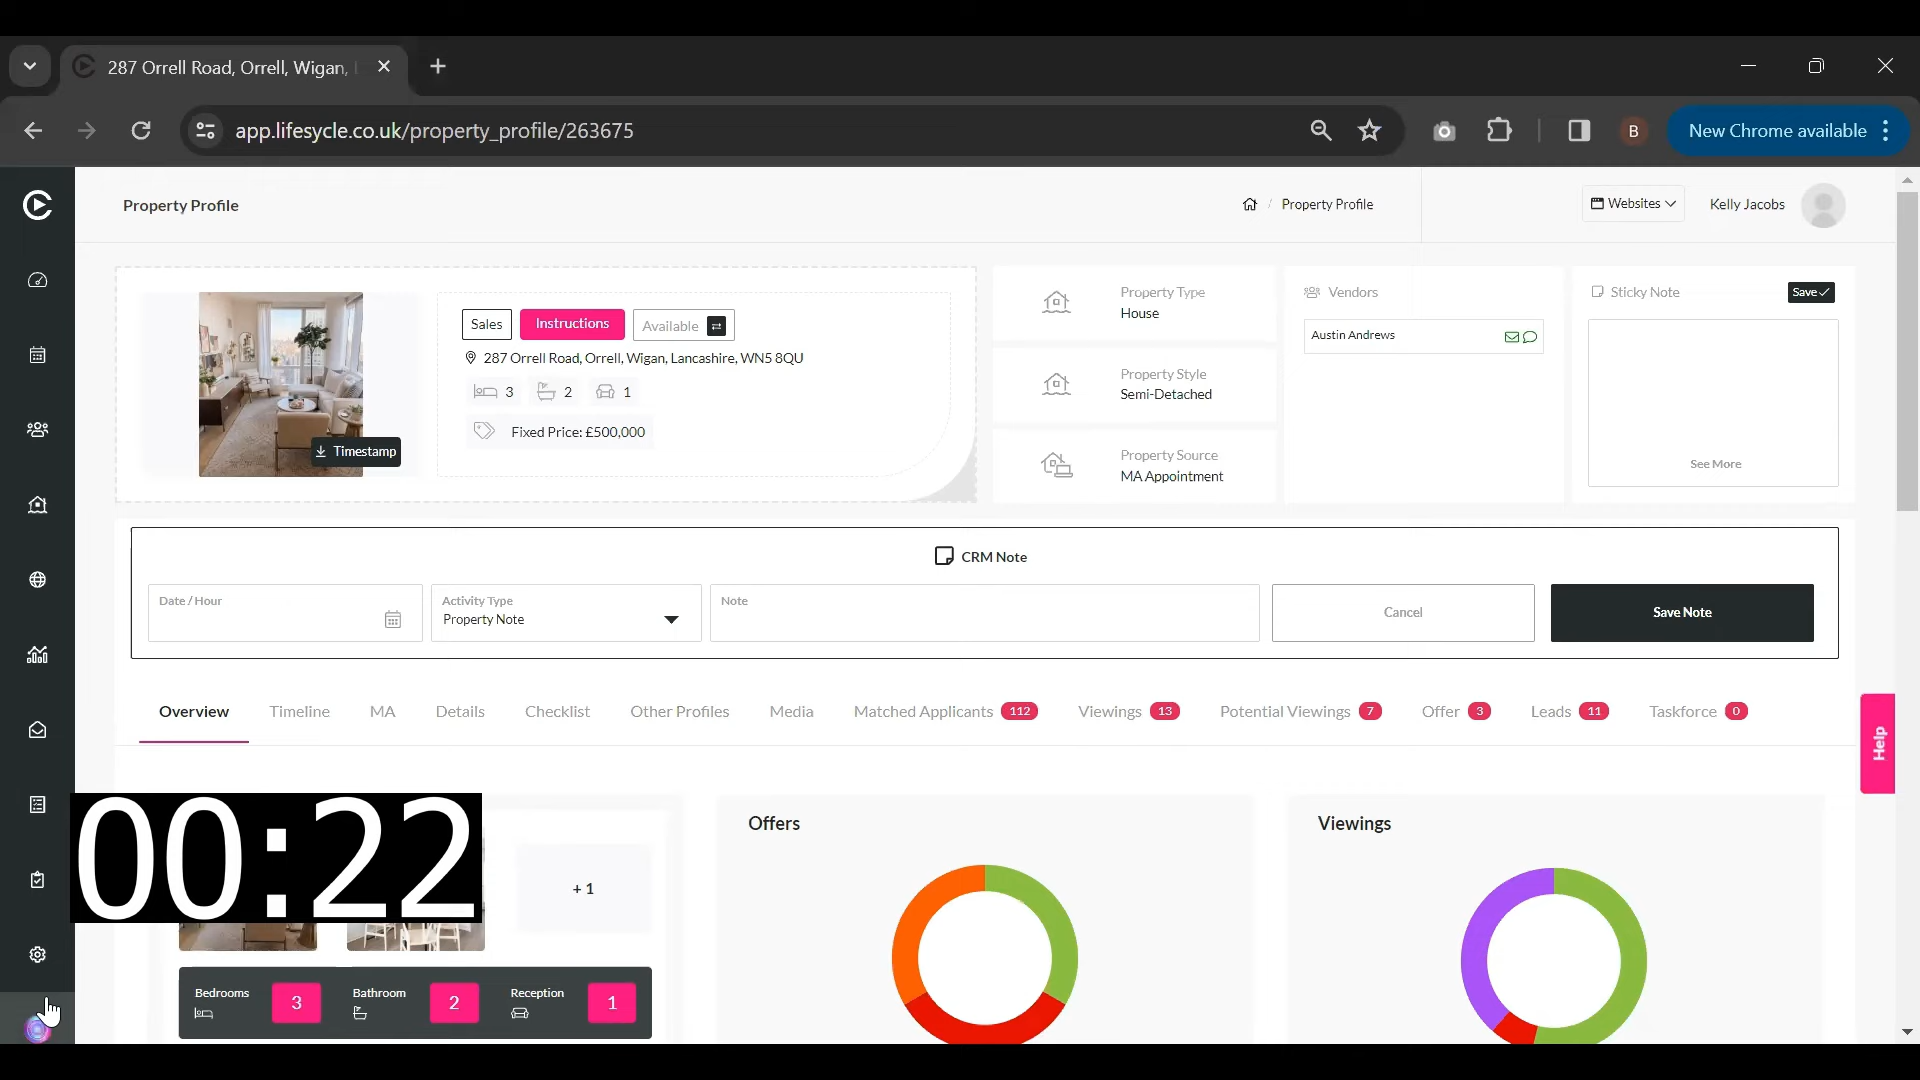 287 Orrell Road, Orrell, Wigan,
app.lifesycle.co.uk/property_profile/263675
B
New Chrome available
Property Profile
Property Profile
Websites
Kelly Jacobs
Timestamp
Sales
Instructions
Available
287 Orrell Road, Orrell, Wigan, Lancashire, WN5 8QU
3
2
1
Fixed Price: £500,000
Property Type
House
Property Style
Semi-Detached
Property Source
MA Appointment
Vendors
Austin Andrews
Sticky Note
Save
See More
CRM Note
Date / Hour
Activity Type
Property Note
Note
Cancel
Save Note
Overview
Timeline
MA
Details
Checklist
Other Profiles
Media
Matched Applicants 112
Viewings 13
Potential Viewings 7
Offer 3
Leads 11
Taskforce 0
Help
00:22
+ 1
Bedrooms
3
Bathroom
2
Reception
1
Offers
Viewings